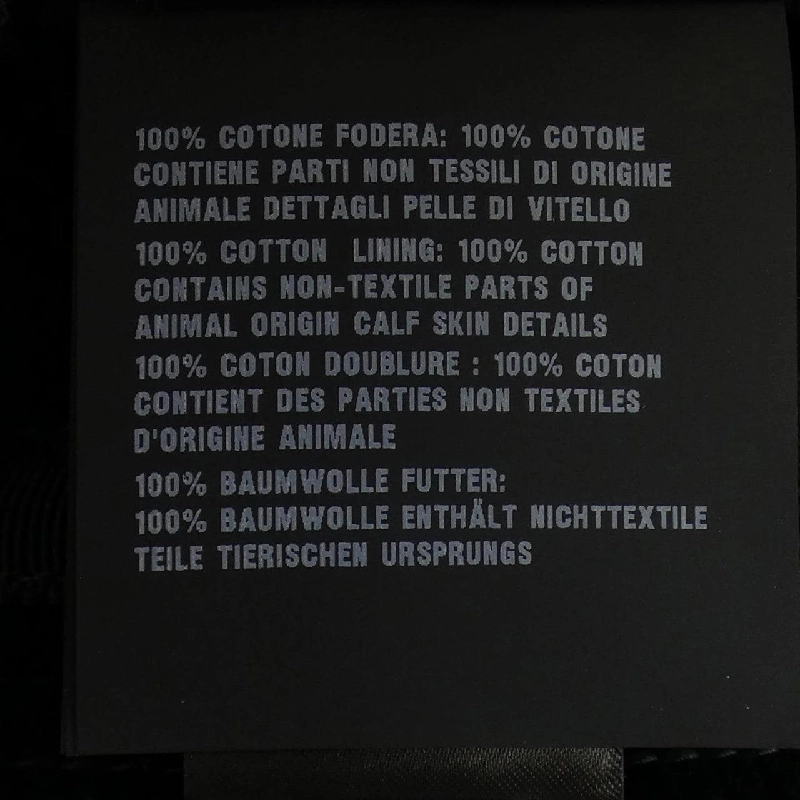 100% COTONE FODERA: 100% COTONE
CONTIENE PARTI NON TESSILI DI ORIGINE
ANIMALE DETTAGLI PELLE DI VITELLO
100% COTTON LINING: 100% COTTON
CONTAINS NON-TEXTILE PARTS OF
ANIMAL ORIGIN CALF SKIN DETAILS
100% COTON DOUBLURE : 100% COTON
CONTIENT DES PARTIES NON TEXTILES
D'ORIGINE ANIMALE
100% BAUMWOLLE FUTTER:
100% BAUMWOLLE ENTHÄLT NICHTTEXTILE
TEILE TIERISCHEN URSPRUNGS